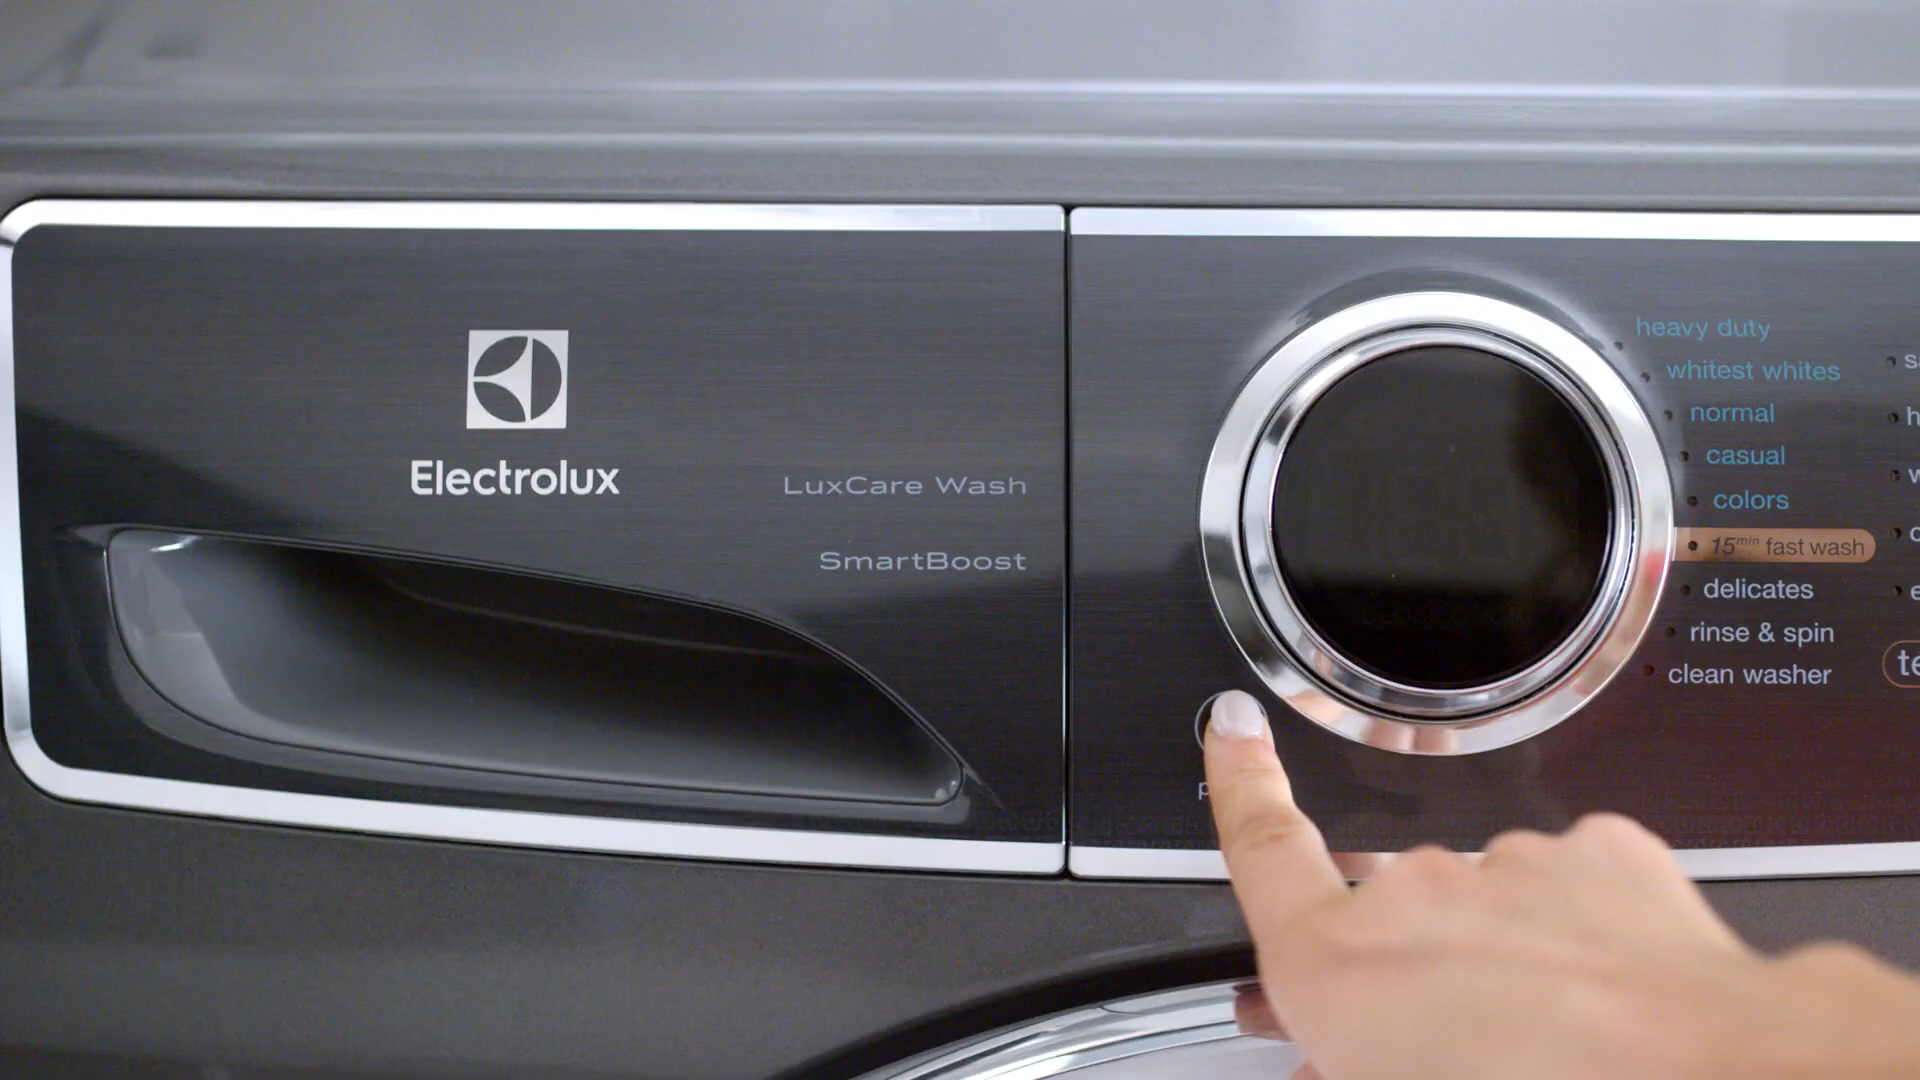 Electrolux
LuxCare Wash
SmartBoost
heavy duty
whitest whites
normal
casual
colors
15min fast wash
delicates
rinse & spin
clean washer